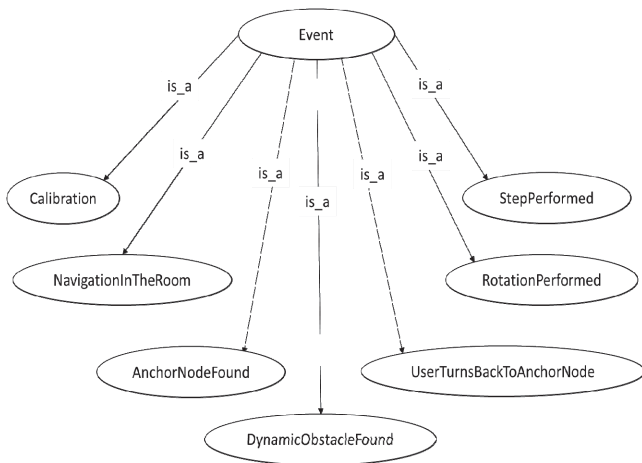 Event
is_a
is_a
is_a
is_a
is_a
is_a
is_a
Calibration
StepPerformed
NavigationInTheRoom
RotationPerformed
AnchorNodeFound
UserTurnsBackToAnchorNode
DynamicObstacleFound